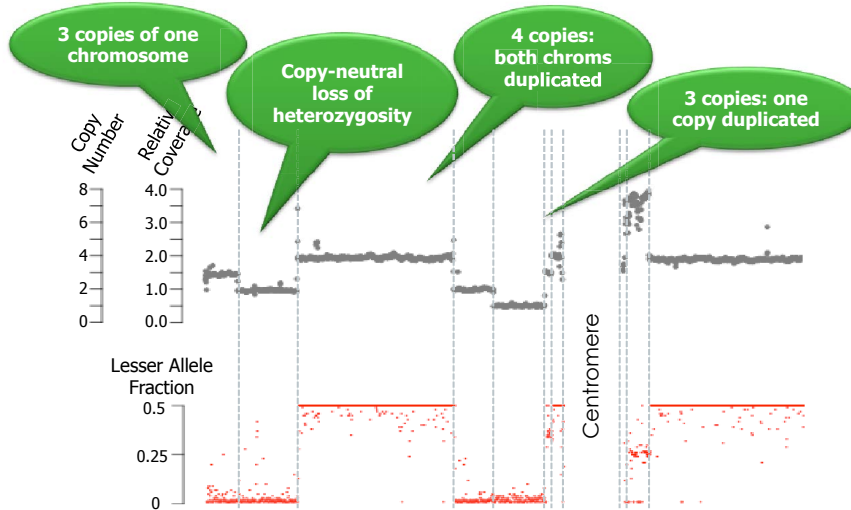 3 copies of one
chromosome
Copy-neutral
loss of
heterozygosity
4 copies:
both chroms
duplicated
3 copies: one
copy duplicated
Copy
Number
Relative
Coverage
8
6
4
2
0
4.0
3.0
2.0
1.0
0.0
Centromere
Lesser Allele
Fraction
0.5
0.25
0